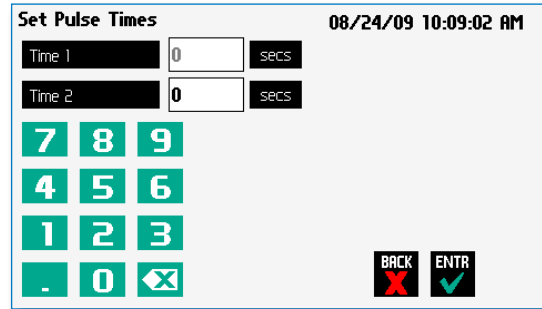 Set Pulse Times 08/24/09 10:09:02 AM
Time 1 0 secs
Time 2 0 secs
7 8 9
4 5 6
1 2 3
. 0
BACK ENTR